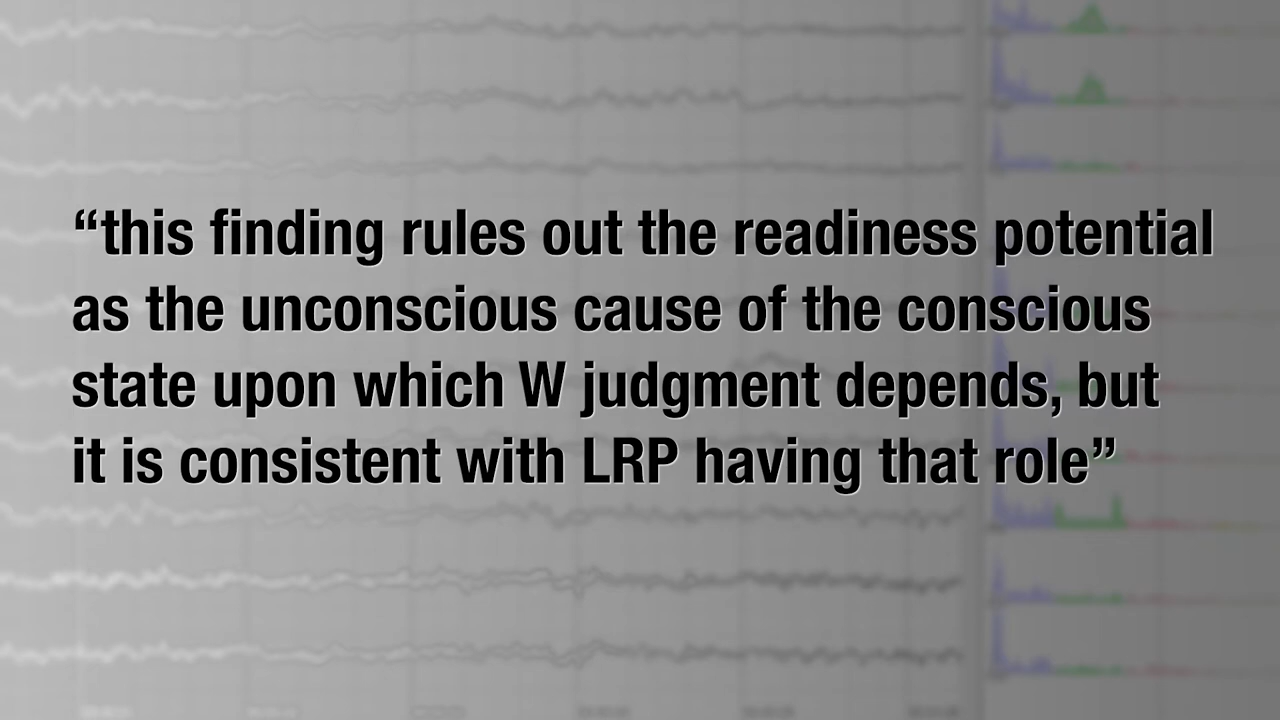 “this finding rules out the readiness potential
as the unconscious cause of the conscious
state upon which W judgment depends, but
it is consistent with LRP having that role”